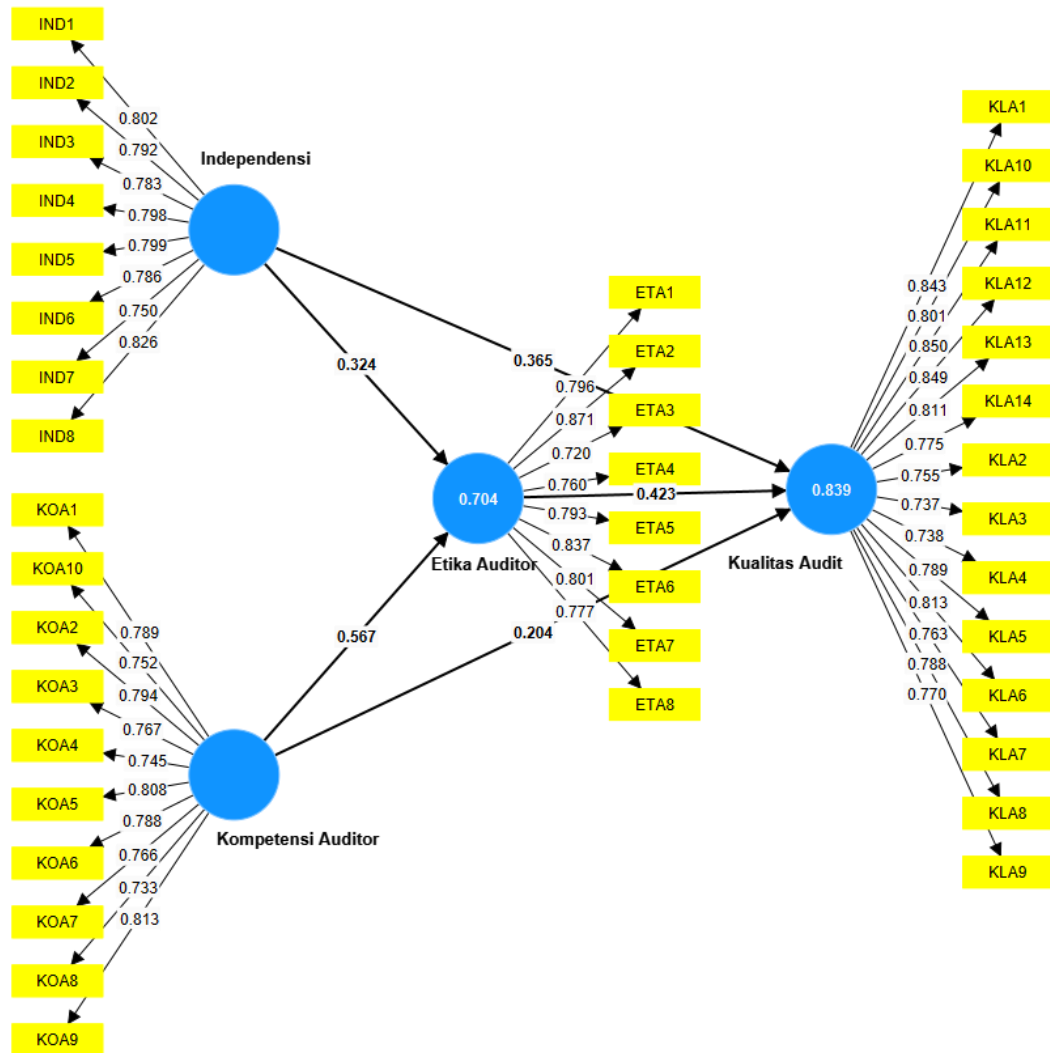 IND1
IND2
IND3
IND4
IND5
IND6
IND7
IND8
0.802
0.792
0.783
0.798
0.799
0.786
0.750
0.826
Independensi
KOA1
KOA10
KOA2
KOA3
KOA4
KOA5
KOA6
KOA7
KOA8
KOA9
0.789
0.752
0.794
0.767
0.745
0.808
0.788
0.766
0.733
0.813
Kompetensi Auditor
0.324
0.567
0.365
0.423
0.204
0.704
Etika Auditor
0.796
0.871
0.720
0.760
0.793
0.837
0.801
0.777
ETA1
ETA2
ETA3
ETA4
ETA5
ETA6
ETA7
ETA8
0.839
Kualitas Audit
0.843
0.801
0.850
0.849
0.811
0.775
0.755
0.737
0.738
0.789
0.813
0.763
0.788
0.770
KLA1
KLA10
KLA11
KLA12
KLA13
KLA14
KLA2
KLA3
KLA4
KLA5
KLA6
KLA7
KLA8
KLA9